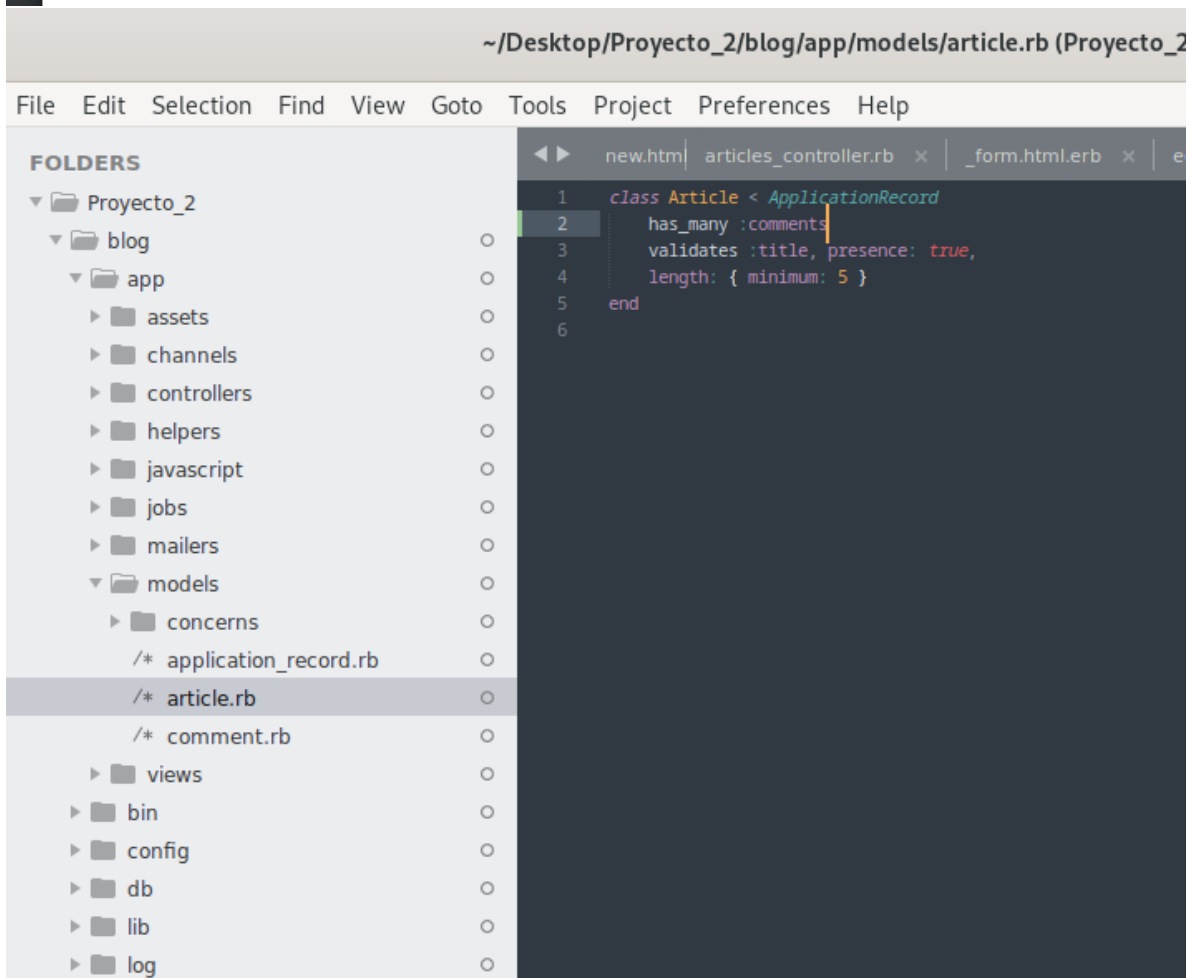 ~/Desktop/Proyecto_2/blog/app/models/article.rb (Proyecto_2
File Edit Selection Find View Goto Tools Project Preferences Help
FOLDERS
Proyecto_2
blog
app
assets
channels
controllers
helpers
javascript
jobs
mailers
models
concerns
/* application_record.rb
/* article.rb
/* comment.rb
views
bin
config
db
lib
log
new.html articles_controller.rb × _form.html.erb × e
1 class Article < ApplicationRecord
2 has_many :comments
3 validates :title, presence: true,
4 length: { minimum: 5 }
5 end
6